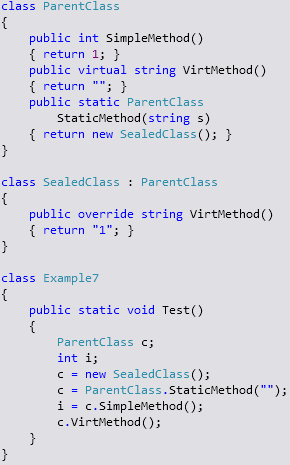 class ParentClass
{
    public int SimpleMethod()
    { return 1; }
    public virtual string VirtMethod()
    { return ""; }
    public static ParentClass
        StaticMethod(string s)
    { return new SealedClass(); }
}

class SealedClass : ParentClass
{
    public override string VirtMethod()
    { return "1"; }
}

class Example7
{
    public static void Test()
    {
        ParentClass c;
        int i;
        c = new SealedClass();
        c = ParentClass.StaticMethod("");
        i = c.SimpleMethod();
        c.VirtMethod();
    }
}